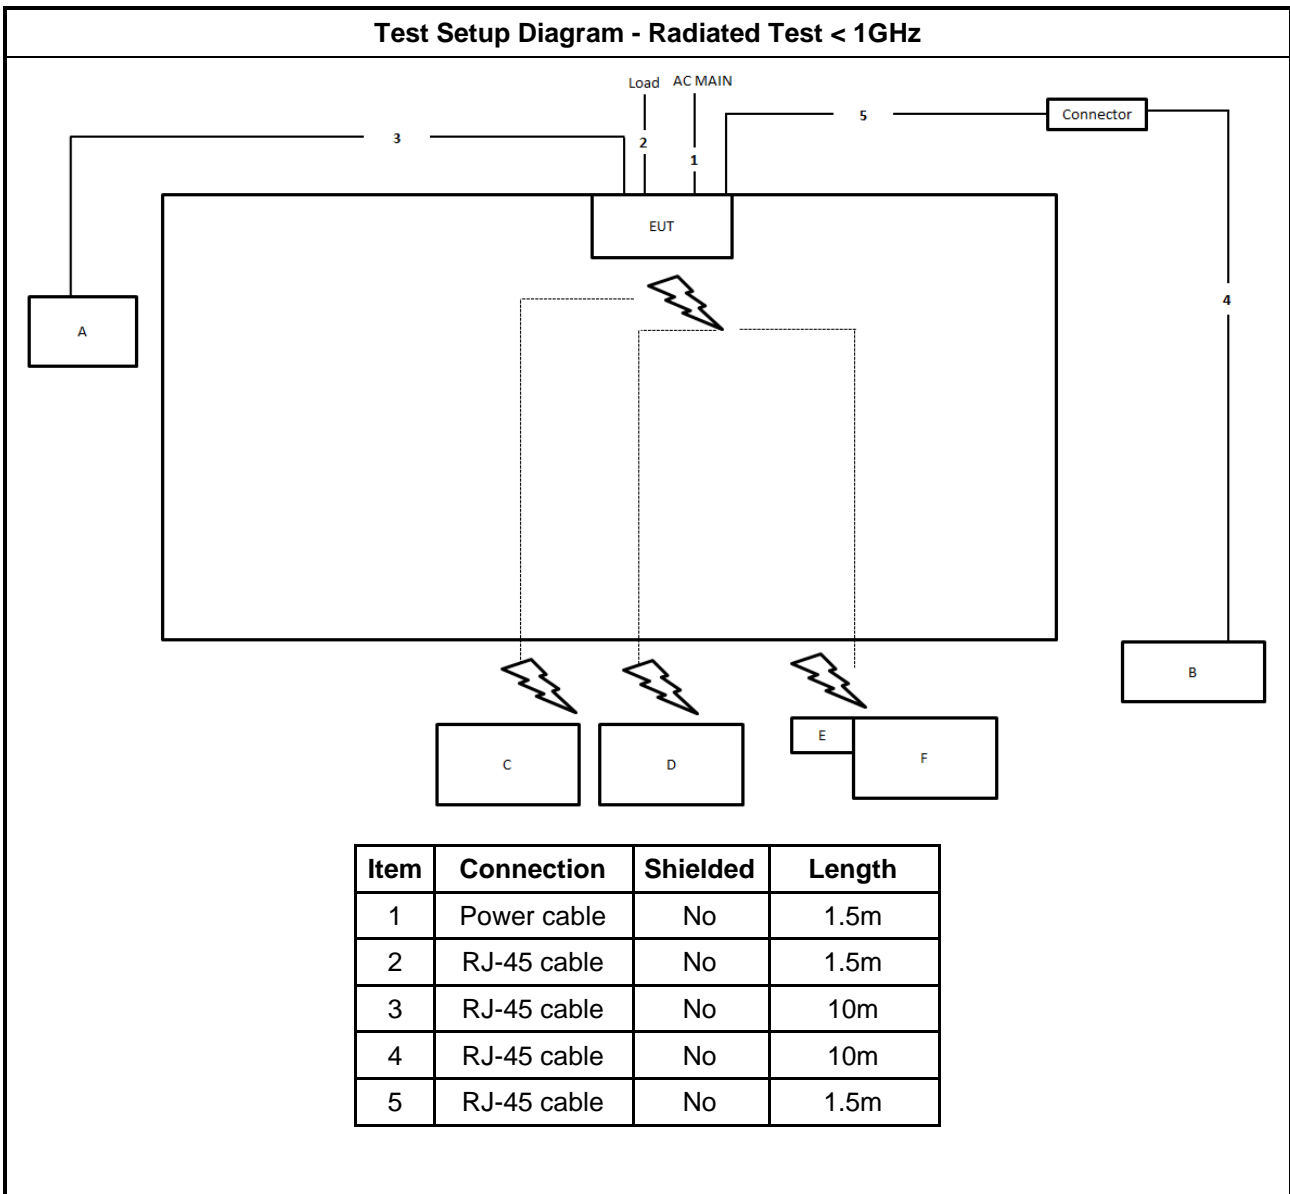 Test Setup Diagram - Radiated Test < 1GHz
Load AC MAIN
5 Connector
3
2
1
EUT
4
A
B
C D E F
Item Connection Shielded Length
1 Power cable No 1.5m
2 RJ-45 cable No 1.5m
3 RJ-45 cable No 10m
4 RJ-45 cable No 10m
5 RJ-45 cable No 1.5m